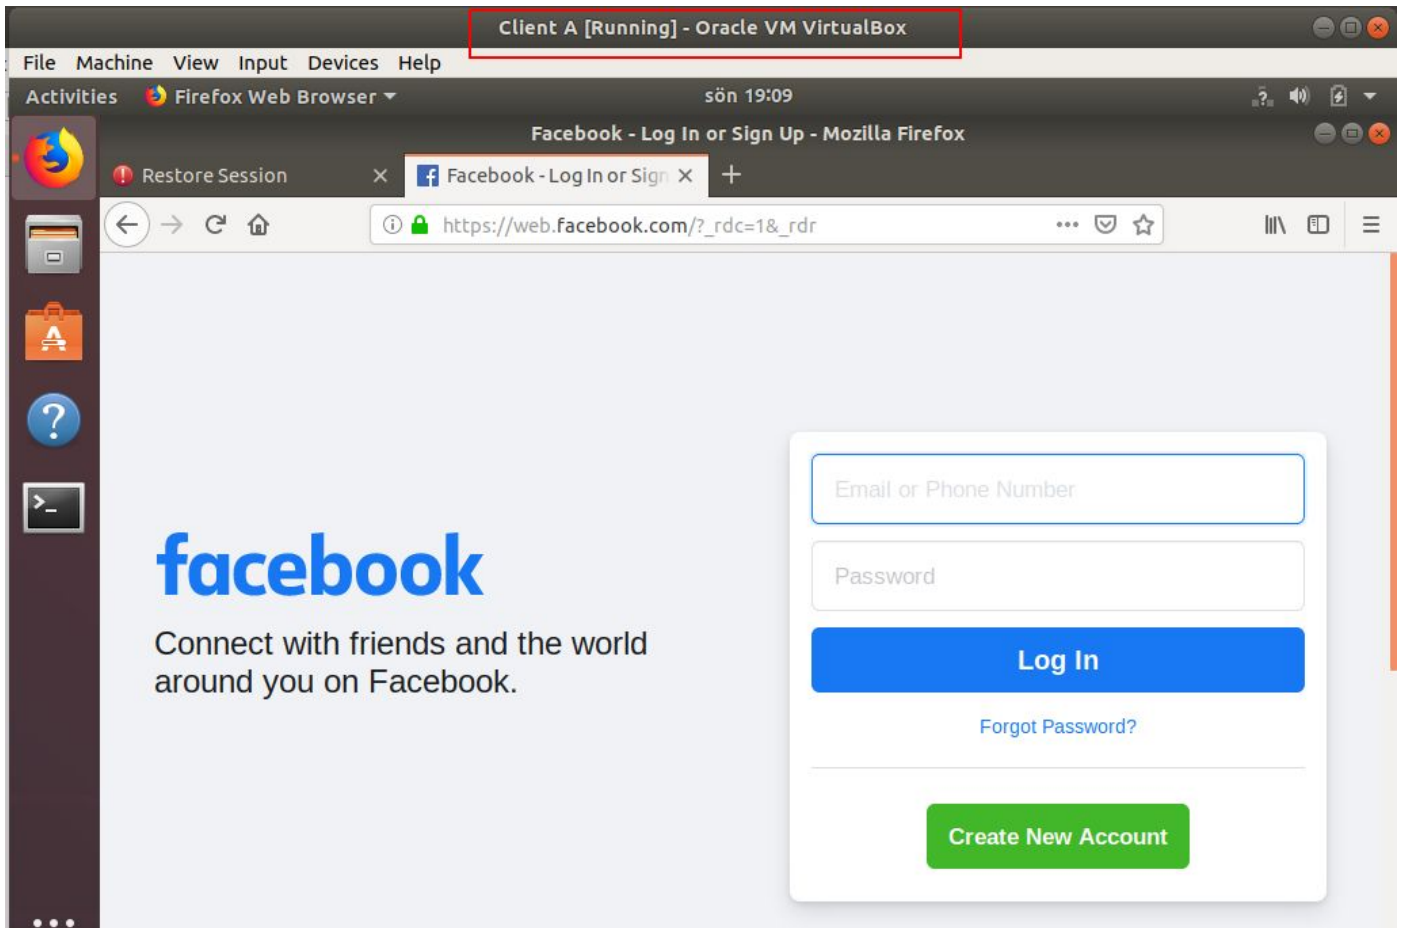 Client A [Running] - Oracle VM VirtualBox
File Machine View Input Devices Help
Activities Firefox Web Browser sön 19:09
Facebook - Log In or Sign Up - Mozilla Firefox
Restore Session Facebook - Log In or Sign
https://web.facebook.com/?_rdc=1&_rdr
Email or Phone Number
Password
facebook
Connect with friends and the world
around you on Facebook.
Log In
Forgot Password?
Create New Account